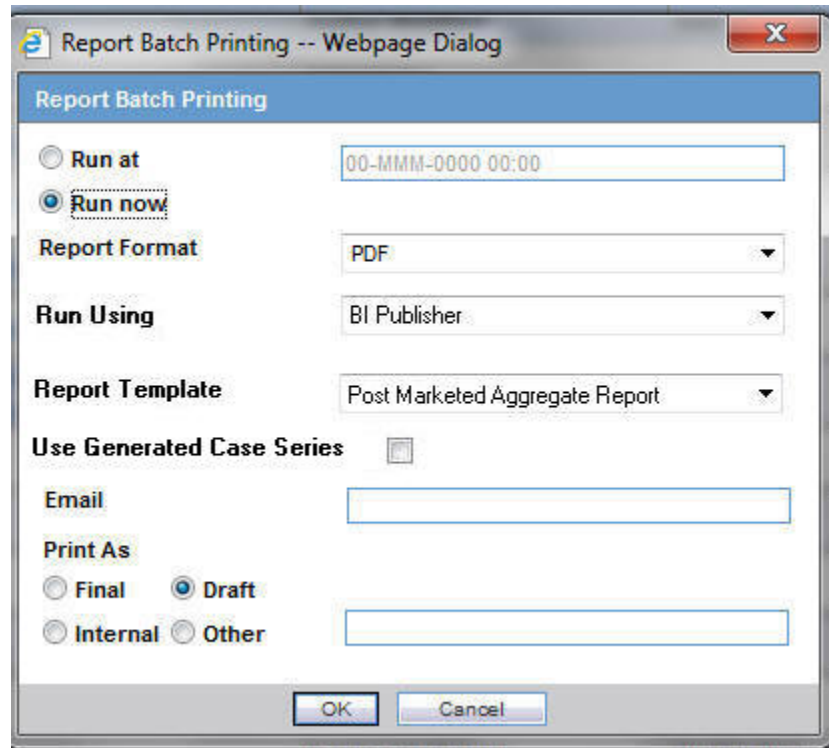 Report Batch Printing -- Webpage Dialog
x
Report Batch Printing
Run at 00-MMM-0000 00:00
Run now
Report Format PDF
Run Using BI Publisher
Report Template Post Marketed Aggregate Report
Use Generated Case Series
Email
Print As
Final Draft
Internal Other
OK Cancel